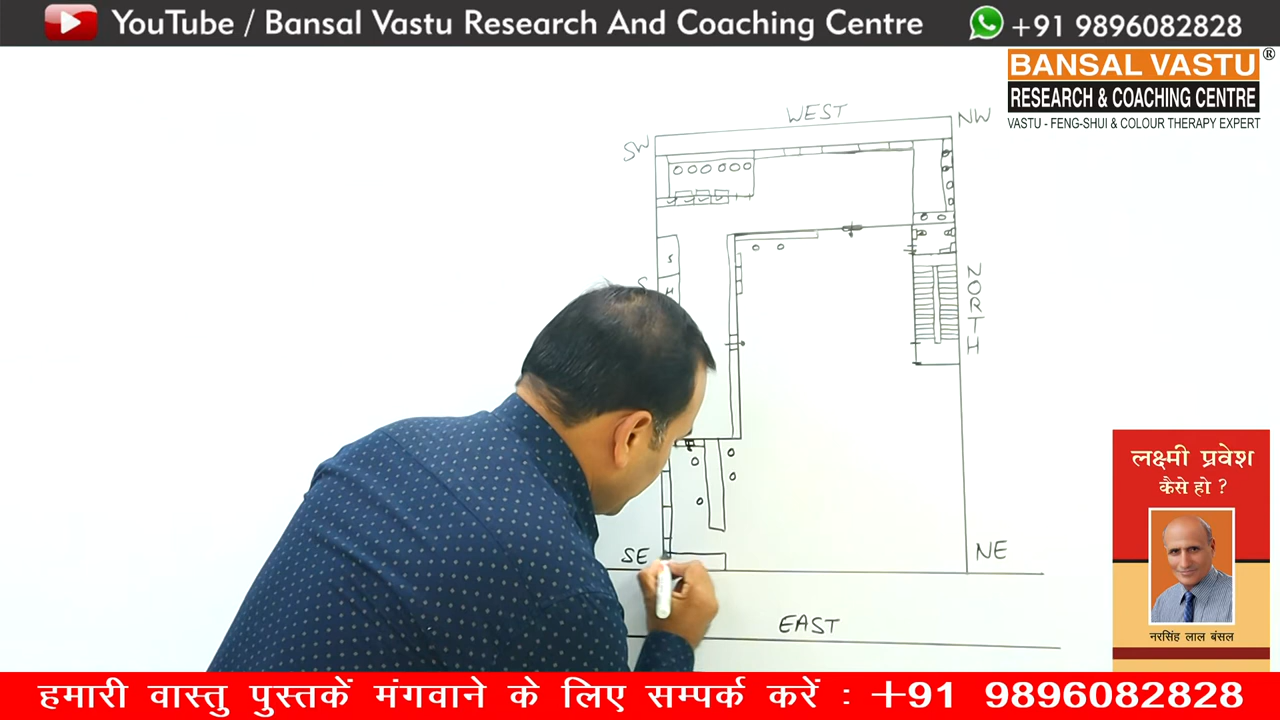 YouTube / Bansal Vastu Research And Coaching Centre
+91 9896082828
BANSAL VASTU®
RESEARCH & COACHING CENTRE
VASTU - FENG-SHUI & COLOUR THERAPY EXPERT
WEST
NW
SW
S
H
S
NORTH
SE
NE
EAST
लक्ष्मी प्रवेश
कैसे हो ?
नरसिंह लाल बंसल
हमारी वास्तु पुस्तकें मंगवाने के लिए सम्पर्क करें : +91 9896082828